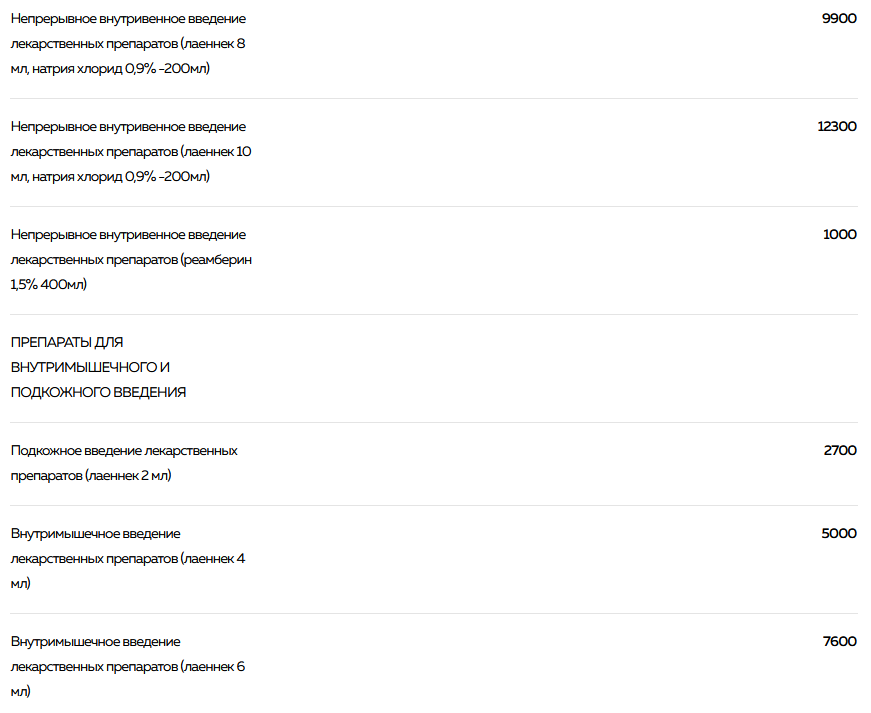 Непрерывное внутривенное введение
9900
лекарственных препаратов (лаеннек 8
мл, натрия хлорид 0,9% -200мл)
Непрерывное внутривенное введение
12300
лекарственных препаратов (лаеннек 10
мл, натрия хлорид 0,9% -200мл)
Непрерывное внутривенное введение
1000
лекарственных препаратов (реамберин
1,5% 400мл)
ПРЕПАРАТЫ ДЛЯ
ВНУТРИМЫШЕЧНОГО И
ПОДКОЖНОГО ВВЕДЕНИЯ
Подкожное введение лекарственных
2700
препаратов (лаеннек 2 мл)
Внутримышечное введение
5000
лекарственных препаратов (лаеннек 4
мл)
Внутримышечное введение
7600
лекарственных препаратов (лаеннек 6
мл)